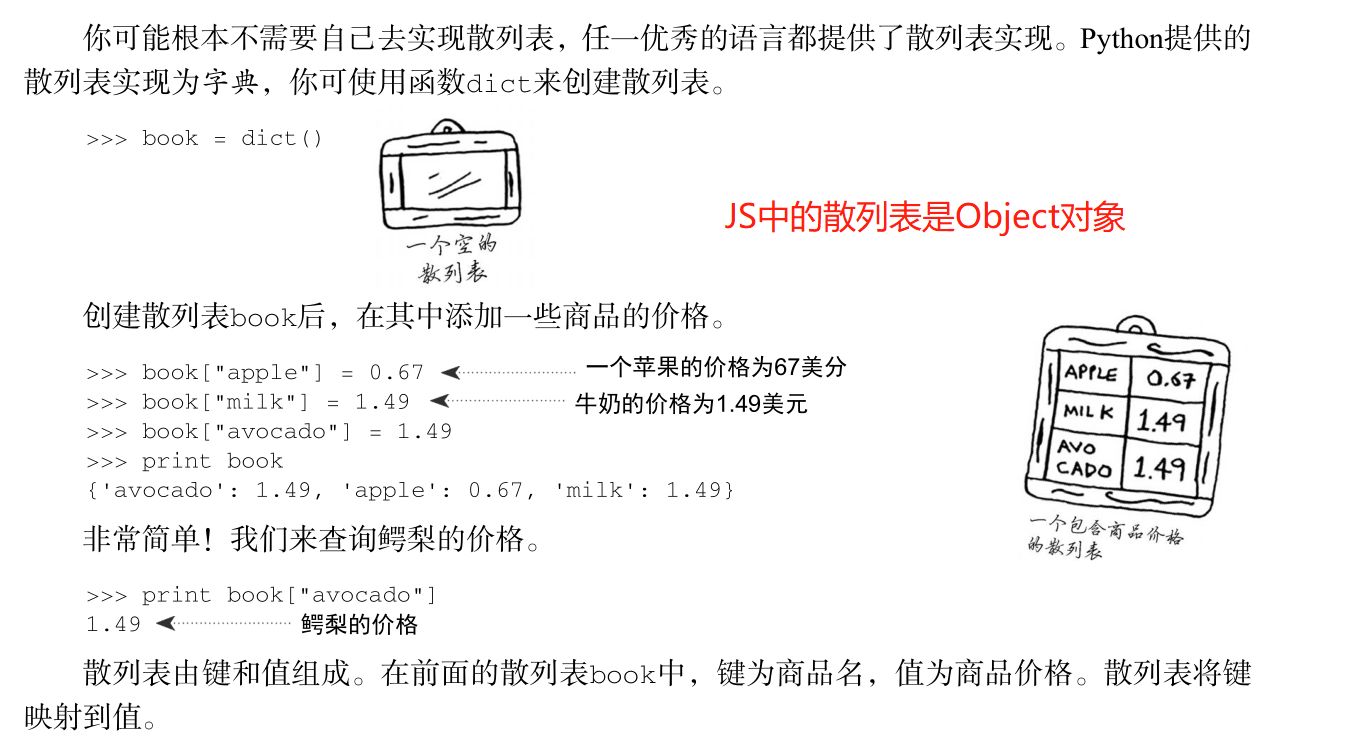 你可能根本不需要自己去实现散列表，任一优秀的语言都提供了散列表实现。Python提供的
散列表实现为字典，你可使用函数dict来创建散列表。
>>> book = dict()
一个空的
散列表
JS中的散列表是Object对象
创建散列表book后，在其中添加一些商品的价格。
>>> book["apple"] = 0.67 一个苹果的价格为67美分
>>> book["milk"] = 1.49 牛奶的价格为1.49美元
>>> book["avocado"] = 1.49
>>> print book
{'avocado': 1.49, 'apple': 0.67, 'milk': 1.49}
APPLE 0.67
MILK 1.49
AVO
CADO 1.49
一个包含商品价格
的散列表
非常简单！我们来查询鳄梨的价格。
>>> print book["avocado"]
1.49 鳄梨的价格
散列表由键和值组成。在前面的散列表book中，键为商品名，值为商品价格。散列表将键
映射到值。